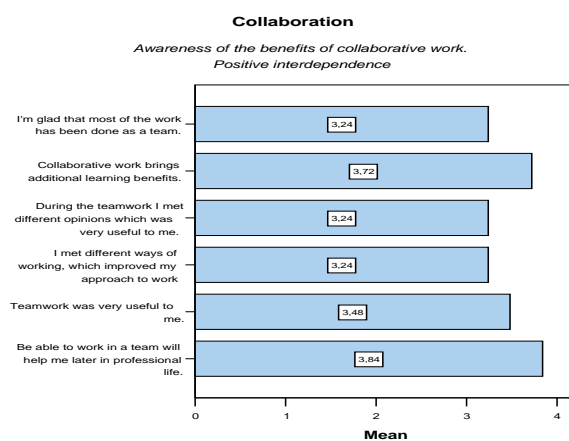 Collaboration
Awareness of the benefits of collaborative work.
Positive interdependence
I'm glad that most of the work
has been done as a team.
3,24
Collaborative work brings
additional learning benefits.
3,72
During the teamwork I met
different opinions which was
very useful to me.
3,24
I met different ways of
working, which improved my
approach to work
3,24
Teamwork was very useful to
me.
3,48
Be able to work in a team will
help me later in professional
life.
3,84
0 1 2 3 4
Mean